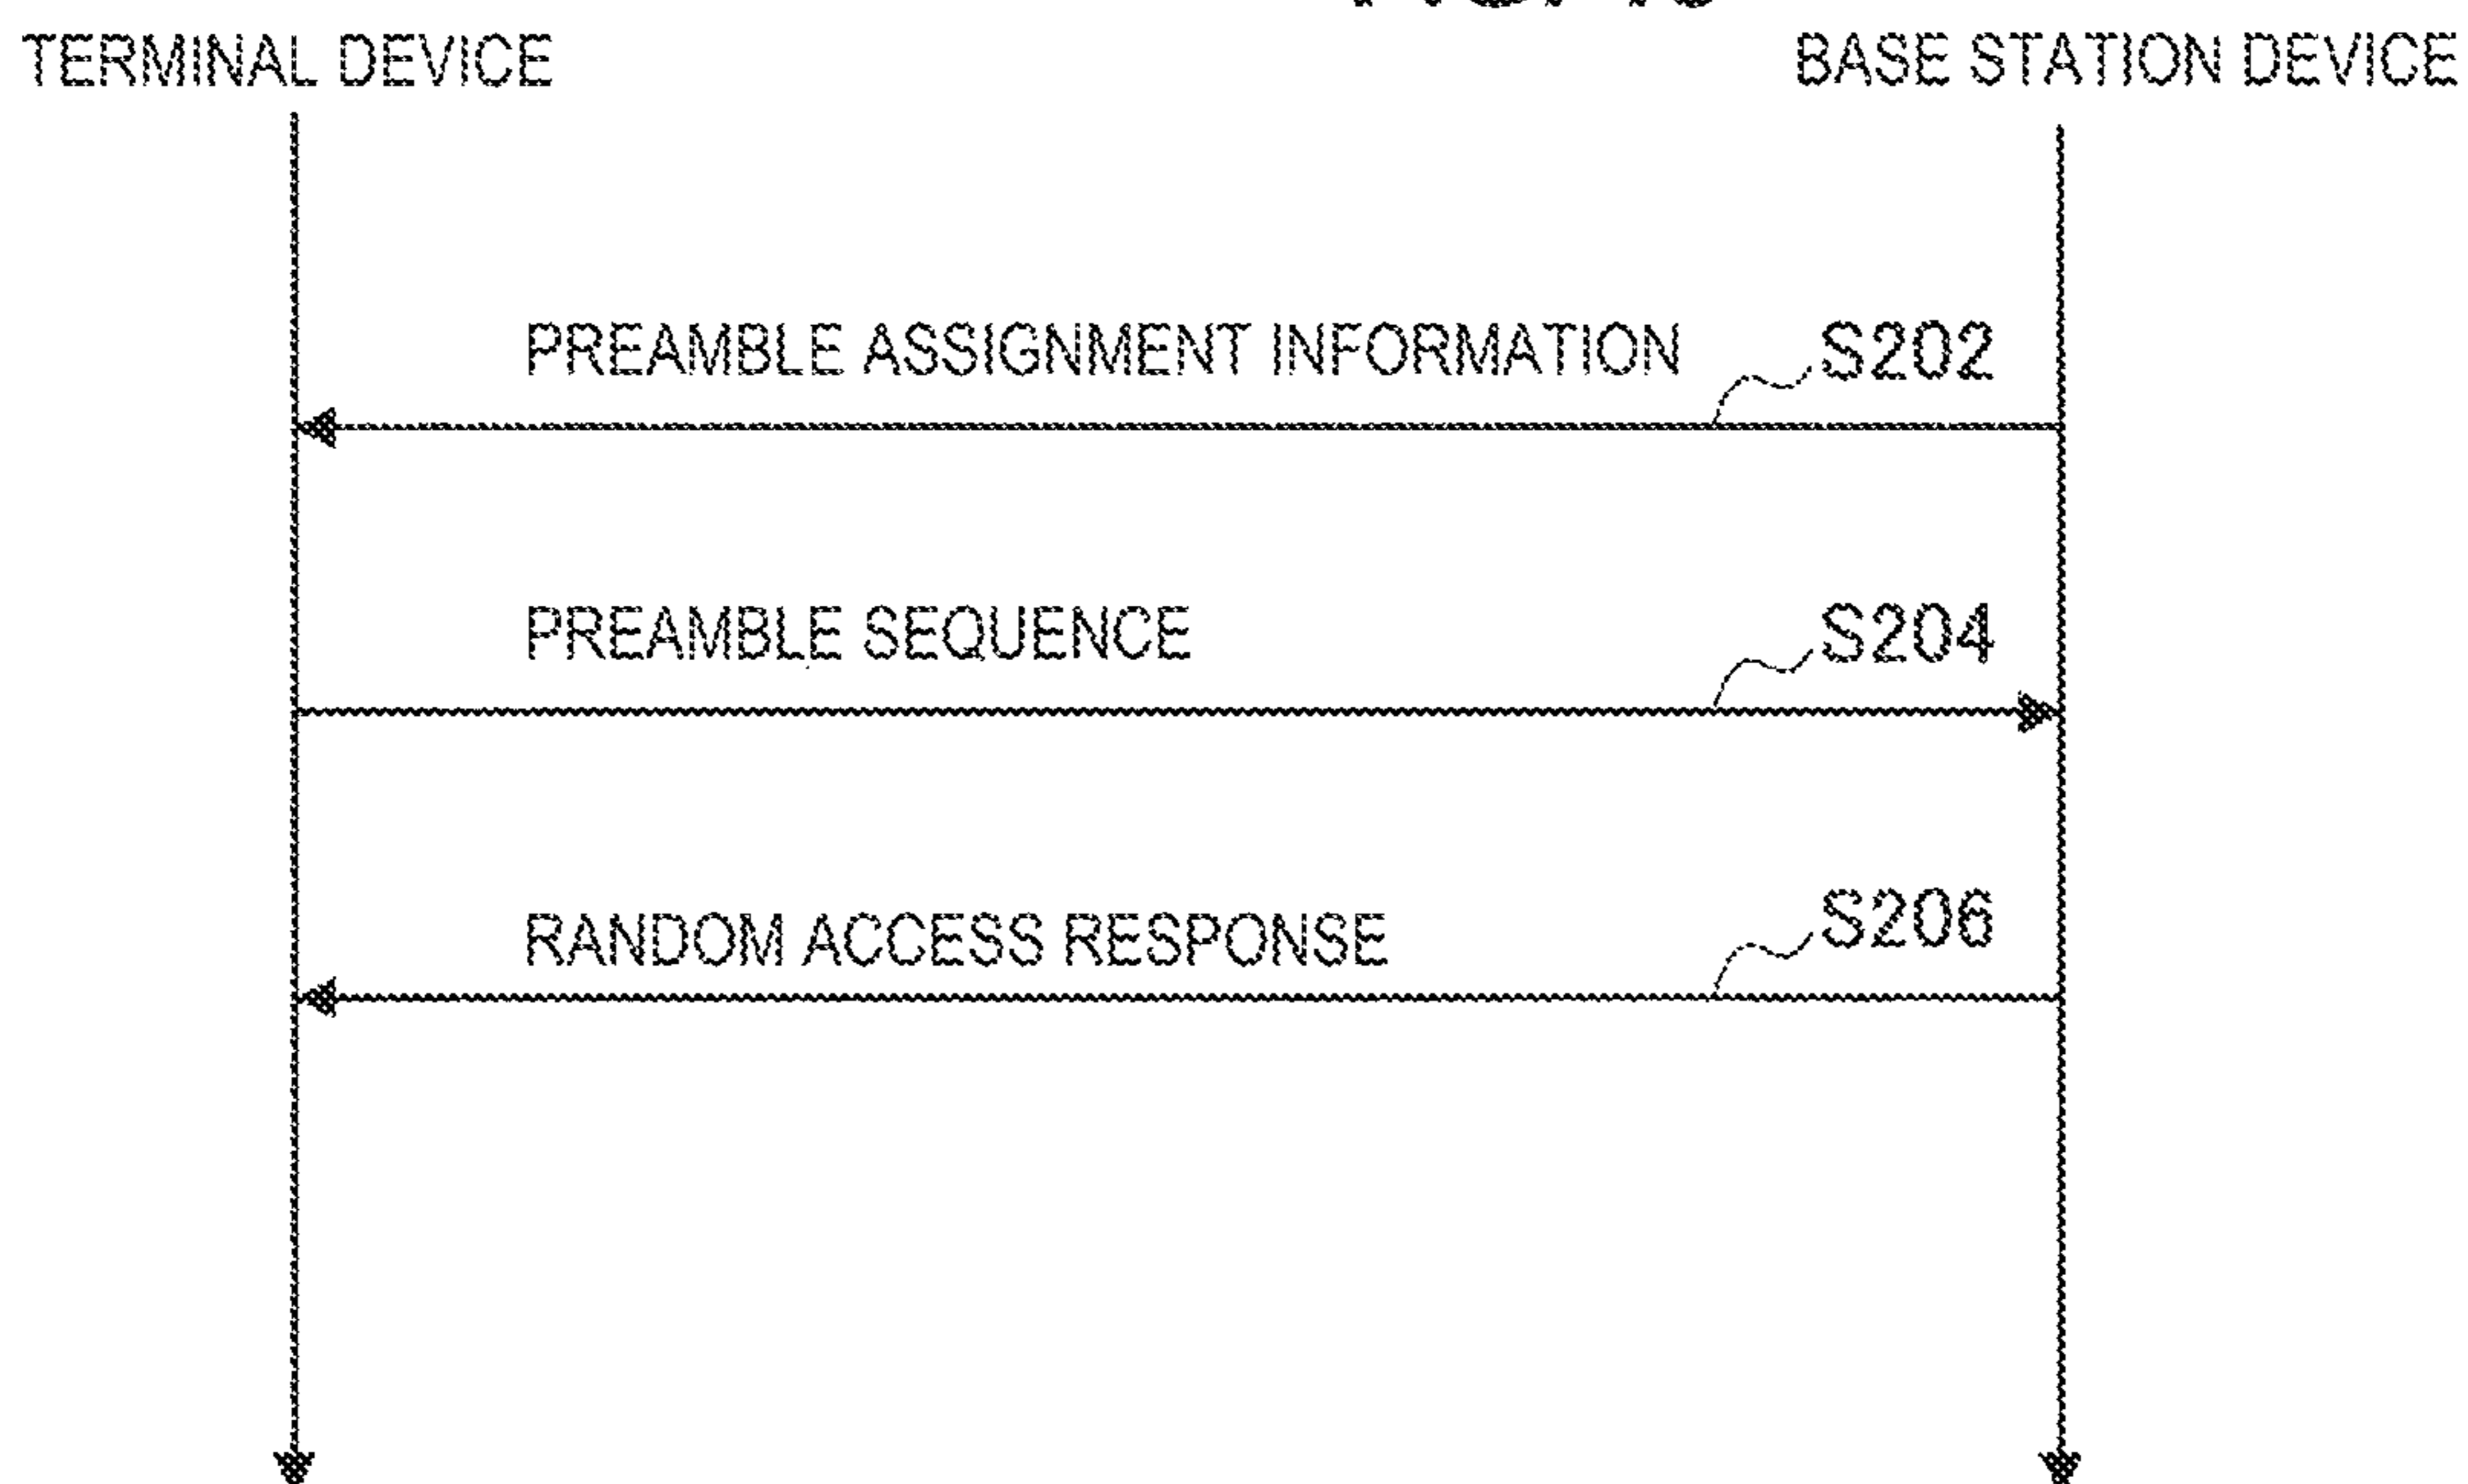 TERMINAL DEVICE
BASE STATION DEVICE
PREAMBLE ASSIGNMENT INFORMATION
S202
PREAMBLE SEQUENCE
S204
RANDOM ACCESS RESPONSE
S206